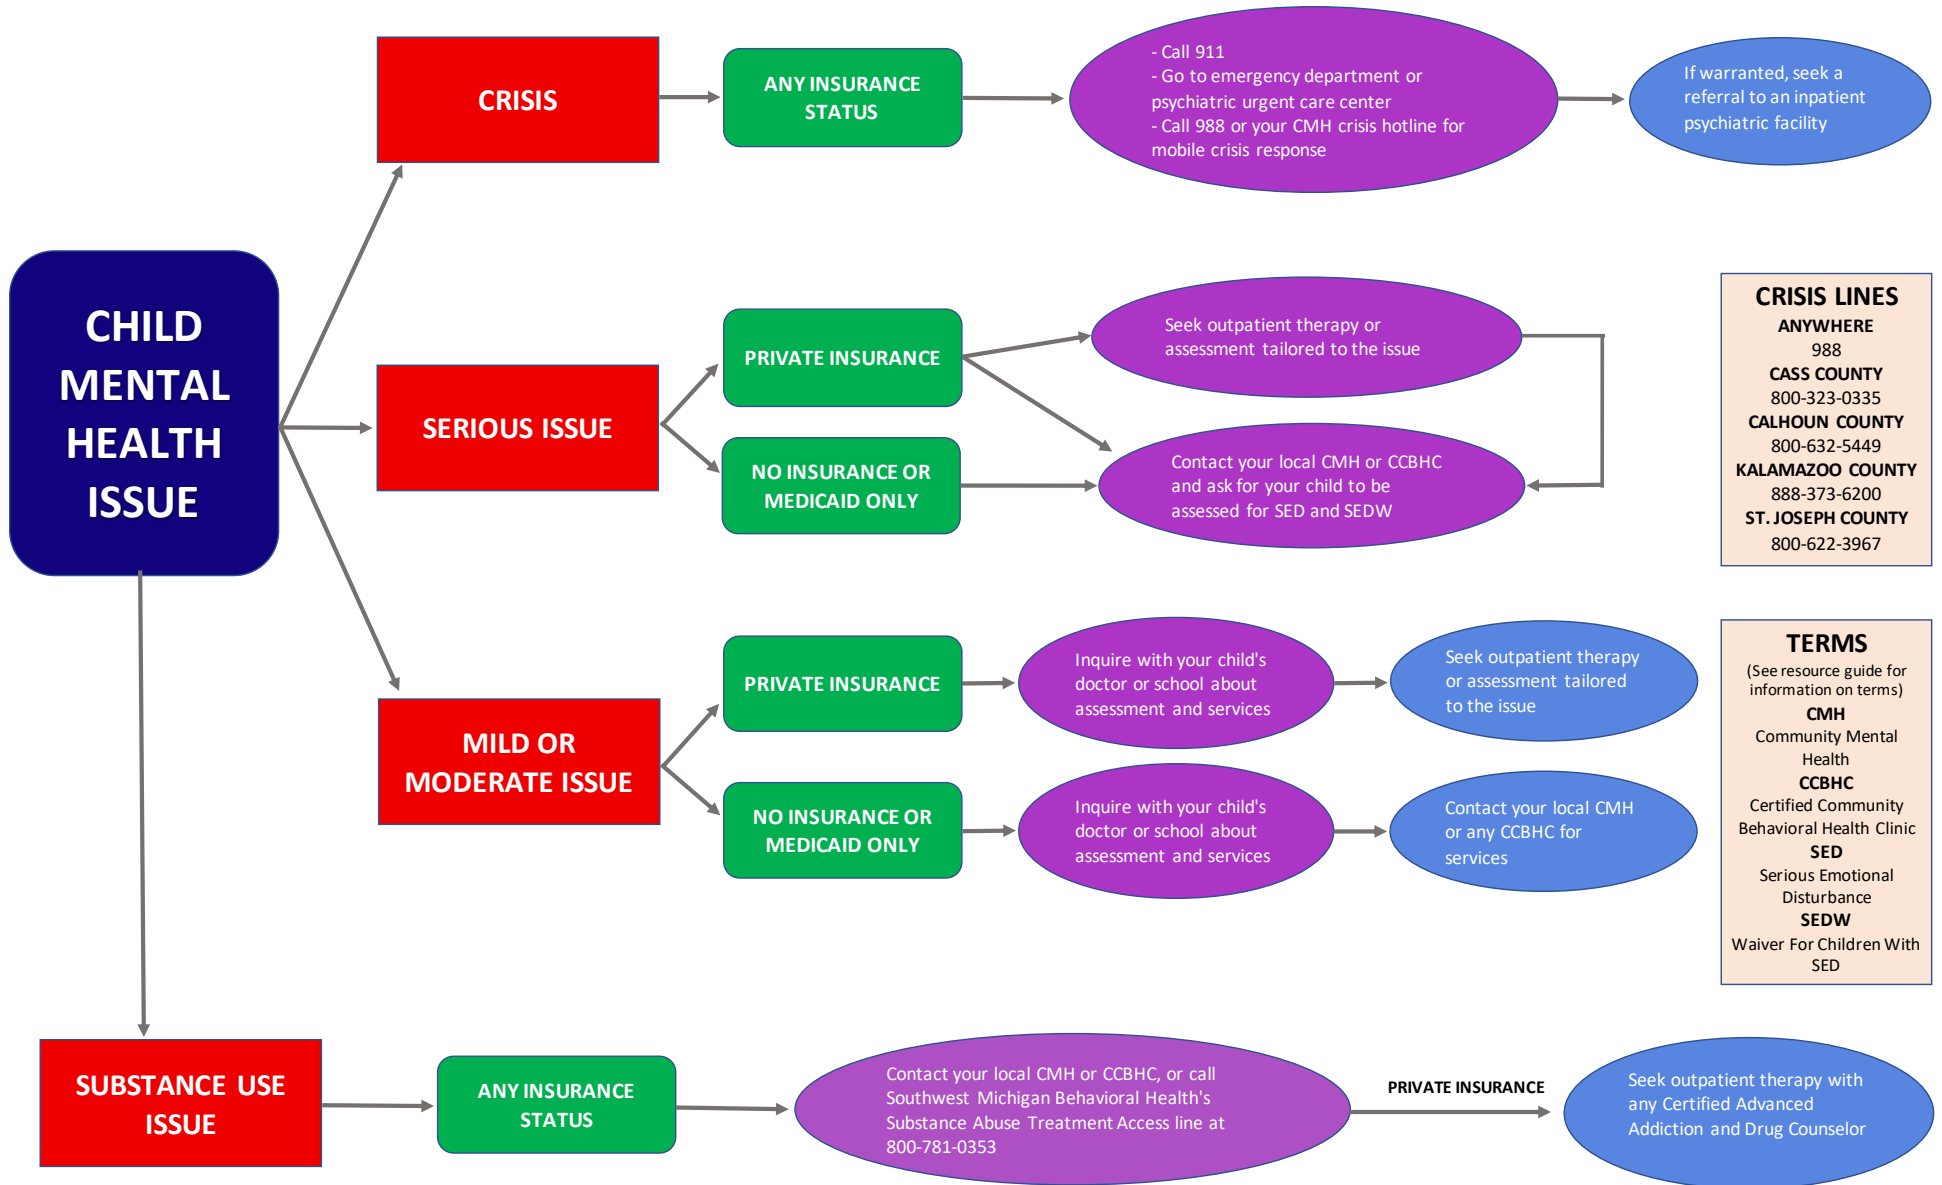 CRISIS
ANY INSURANCE
STATUS
- Call 911
- Go to emergency department or
psychiatric urgent care center
- Call 988 or your CMH crisis hotline for
mobile crisis response
If warranted, seek a
referral to an inpatient
psychiatric facility
CHILD
MENTAL
HEALTH
ISSUE
SERIOUS ISSUE
PRIVATE INSURANCE
Seek outpatient therapy or
assessment tailored to the issue
NO INSURANCE OR
MEDICAID ONLY
Contact your local CMH or CCBHC
and ask for your child to be
assessed for SED and SEDW
CRISIS LINES
ANYWHERE
988
CASS COUNTY
800-323-0335
CALHOUN COUNTY
800-632-5449
KALAMAZOO COUNTY
888-373-6200
ST. JOSEPH COUNTY
800-622-3967
MILD OR
MODERATE ISSUE
PRIVATE INSURANCE
Inquire with your child's
doctor or school about
assessment and services
Seek outpatient therapy
or assessment tailored
to the issue
NO INSURANCE OR
MEDICAID ONLY
Inquire with your child's
doctor or school about
assessment and services
Contact your local CMH
or any CCBHC for
services
TERMS
(See resource guide for
information on terms)
CMH
Community Mental
Health
CCBHC
Certified Community
Behavioral Health Clinic
SED
Serious Emotional
Disturbance
SEDW
Waiver For Children With
SED
SUBSTANCE USE
ISSUE
ANY INSURANCE
STATUS
Contact your local CMH or CCBHC, or call
Southwest Michigan Behavioral Health's
Substance Abuse Treatment Access line at
800-781-0353
PRIVATE INSURANCE
Seek outpatient therapy with
any Certified Advanced
Addiction and Drug Counselor